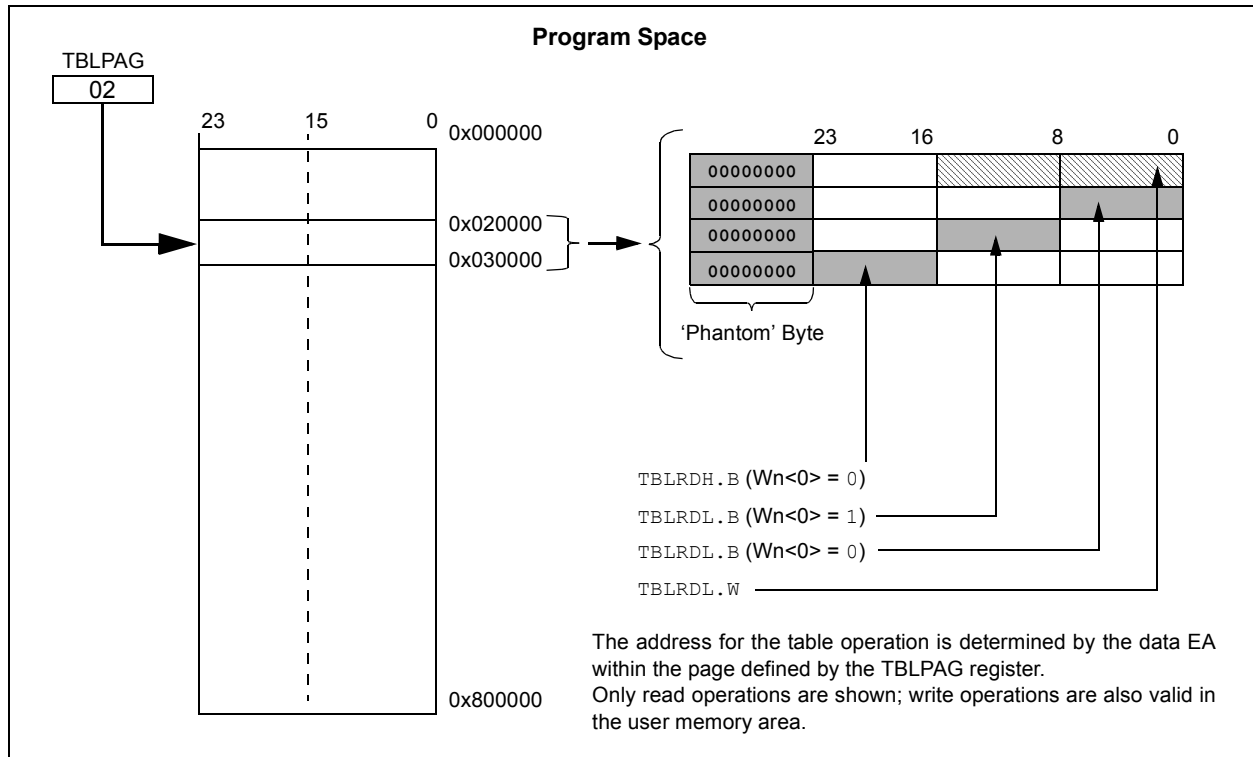 Program Space
TBLPAG
02
23 15 0
0x000000
0x020000
0x030000
0x800000
23 16 8 0
00000000
00000000
00000000
00000000
‘Phantom’ Byte
TBLRDH.B (Wn<0> = 0)
TBLRDL.B (Wn<0> = 1)
TBLRDL.B (Wn<0> = 0)
TBLRDL.W
The address for the table operation is determined by the data EA
within the page defined by the TBLPAG register.
Only read operations are shown; write operations are also valid in
the user memory area.